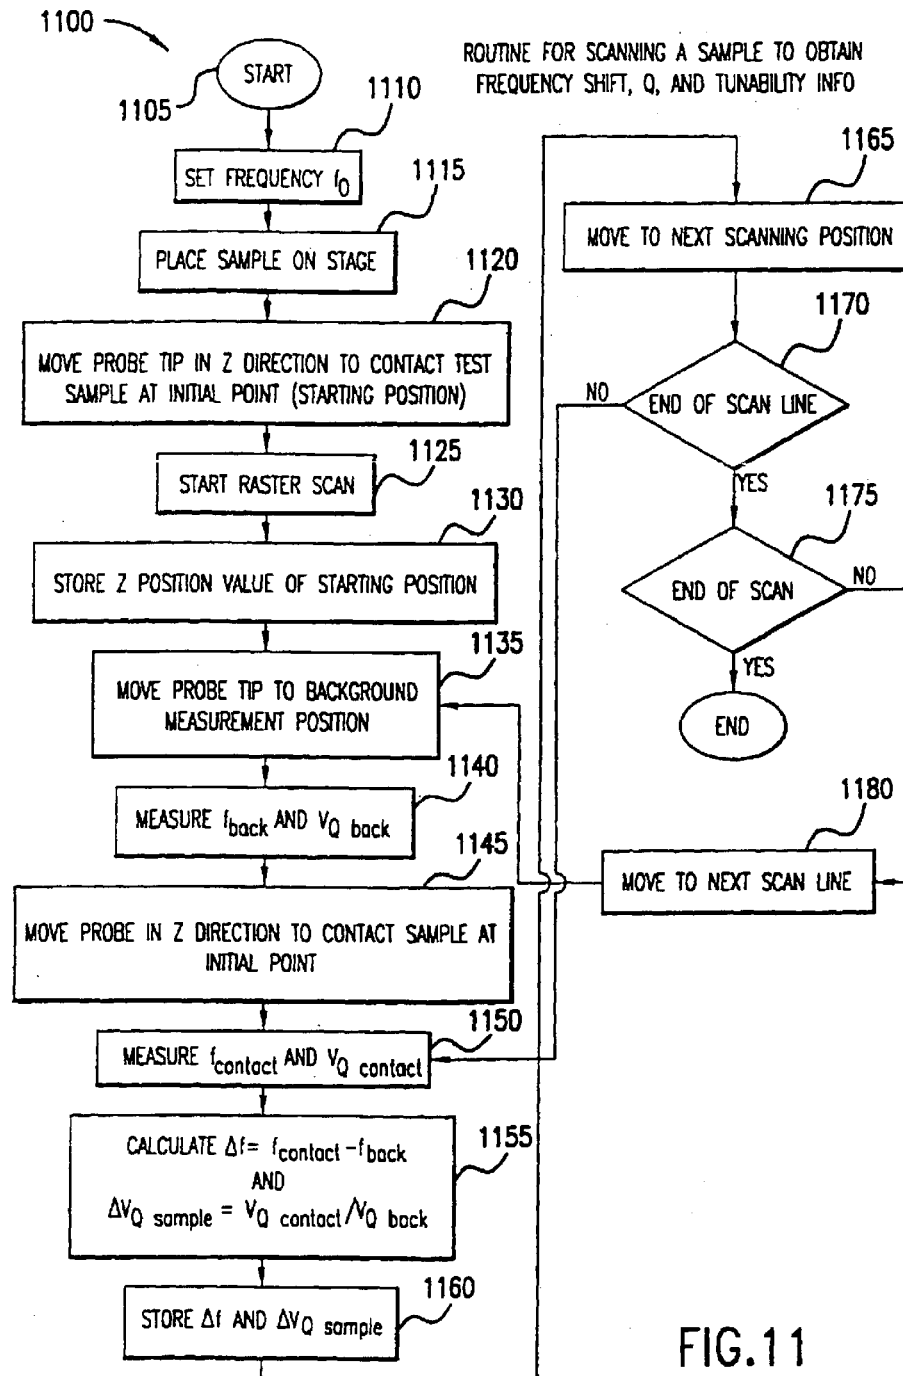 1100
START
1105
ROUTINE FOR SCANNING A SAMPLE TO OBTAIN
FREQUENCY SHIFT, Q, AND TUNABILITY INFO
1110
SET FREQUENCY f0
1115
PLACE SAMPLE ON STAGE
1120
MOVE PROBE TIP IN Z DIRECTION TO CONTACT TEST
SAMPLE AT INITIAL POINT (STARTING POSITION)
1125
START RASTER SCAN
1130
STORE Z POSITION VALUE OF STARTING POSITION
1135
MOVE PROBE TIP TO BACKGROUND
MEASUREMENT POSITION
1140
MEASURE fback AND VQ back
1145
MOVE PROBE IN Z DIRECTION TO CONTACT SAMPLE AT
INITIAL POINT
1150
MEASURE fcontact AND VQ contact
1155
CALCULATE Δf= fcontact-fback
AND
ΔVQ sample = VQ contact/VQ back
1160
STORE Δf AND ΔVQ sample
1165
MOVE TO NEXT SCANNING POSITION
1170
NO
END OF SCAN LINE
YES
1175
END OF SCAN
NO
YES
END
1180
MOVE TO NEXT SCAN LINE
FIG.11